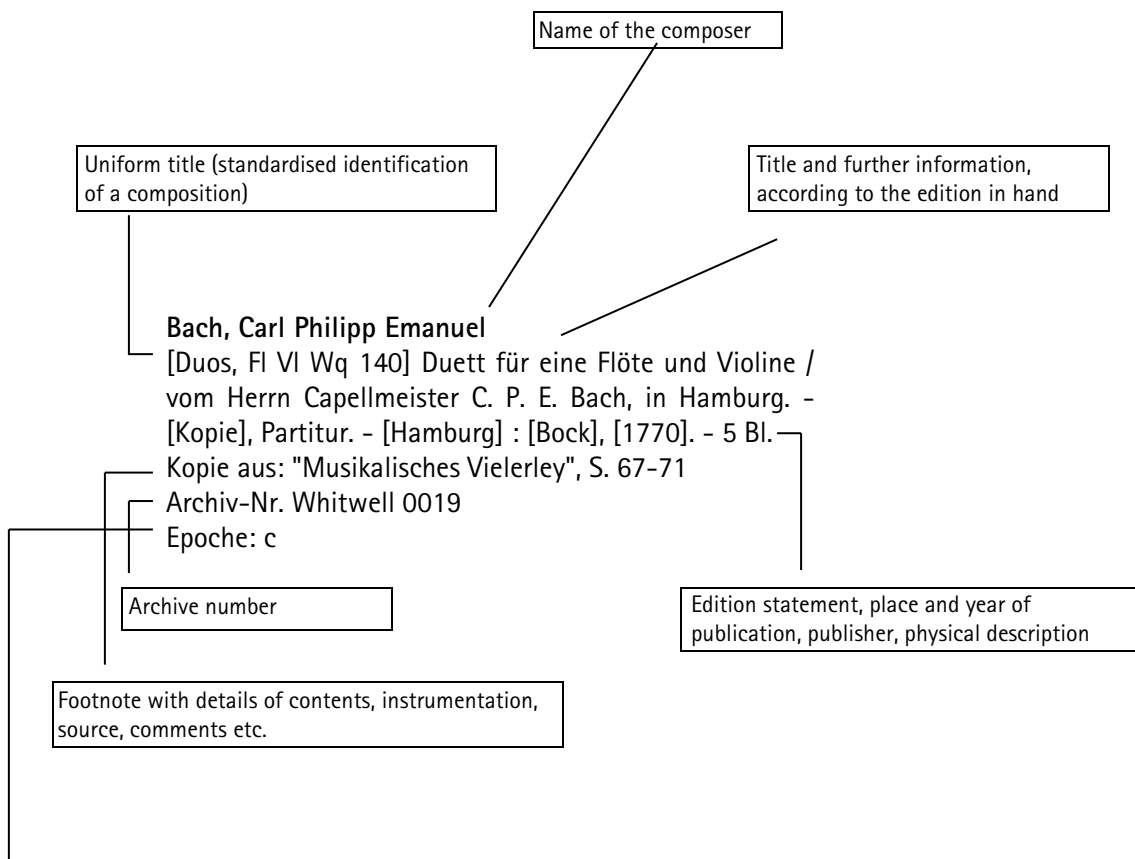 Name of the composer
Uniform title (standardised identification
of a composition)
Title and further information,
according to the edition in hand
Bach, Carl Philipp Emanuel
[Duos, Fl Vl Wq 140] Duett für eine Flöte und Violine /
vom Herrn Capellmeister C. P. E. Bach, in Hamburg. -
[Kopie], Partitur. - [Hamburg] : [Bock], [1770]. - 5 Bl.
Kopie aus: "Musikalisches Vielerley", S. 67-71
Archiv-Nr. Whitwell 0019
Epoche: c
Archive number
Edition statement, place and year of
publication, publisher, physical description
Footnote with details of contents, instrumentation,
source, comments etc.